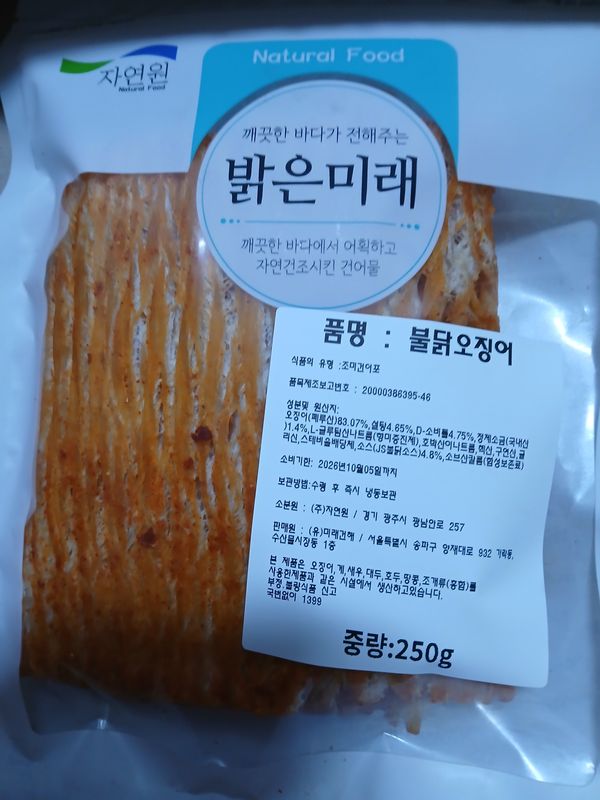 자연원
Natural Food
Natural Food
깨끗한 바다가 전해주는
밝은미래
깨끗한 바다에서 어획하고
자연건조시킨 건어물
품명 : 불닭오징어
식품의 유형 :조미건어포
품목제조보고번호 : 20000386395-46
성분및 원산지:
오징어(페루산)83.07%,설탕4.65%,D-소비톨4.75%,정제소금(국내산
)1.4%,L-글루탐산나트륨(향미증진제),호박산이나트륨,핵산,구연산,글
리신,스테비올배당체,소스(JS불닭소스)4.8%,소브산칼륨(합성보존료)
소비기한: 2026년10월05일까지
보관방법:수령 후 즉시 냉동보관
소분원 : (주)자연원 / 경기 광주시 광남안로 257
판매원 : (유)미래건해 / 서울특별시 송파구 양재대로 932 가락동,
수산물시장동 1층
본 제품은 오징어,게,새우,대두,호두,땅콩,조개류(홍합)를
사용한제품과 같은 시설에서 생산하고있습니다.
부정,불량식품 신고
국번없이 1399
중량:250g